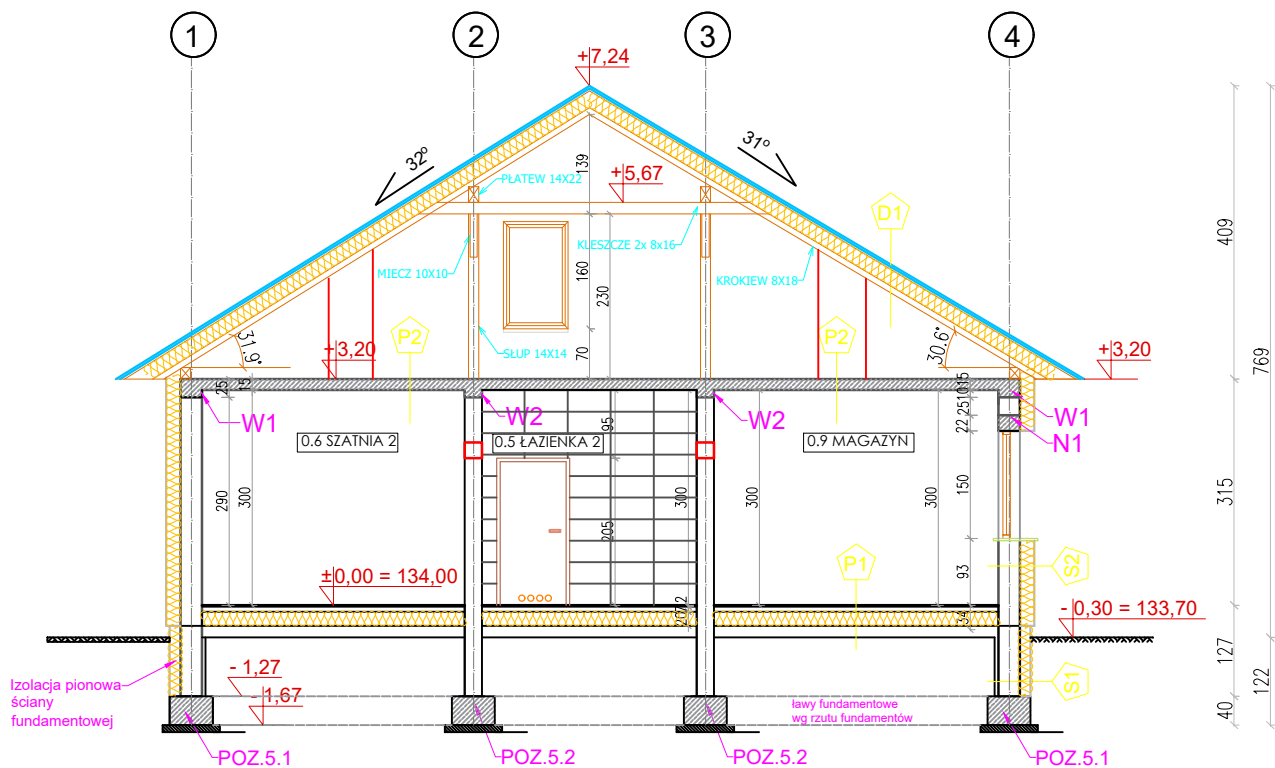 1
2
3
4
+7,24
32°
31°
139
PŁATEW 14X22
+5,67
D1
409
KLESZCZE 2x 8x16
MIECZ 10X10
160
230
KROKIEW 8X18
31.9°
P2
SŁUP 14X14
70
P2
30.6°
+3,20
+3,20
769
25
15
15
10
25
22
W1
W2
W2
W1
N1
0.6 SZATNIA 2
0.5 ŁAZIENKA 2
0.9 MAGAZYN
95
290
300
205
300
300
300
150
315
±0,00 = 134,00
P1
93
S2
- 0,30 = 133,70
34
127
122
- 1,27
- 1,67
S1
40
Izolacja pionowa
ściany
fundamentowej
ławy fundamentowe
wg rzutu fundamentów
POZ.5.1
POZ.5.2
POZ.5.2
POZ.5.1